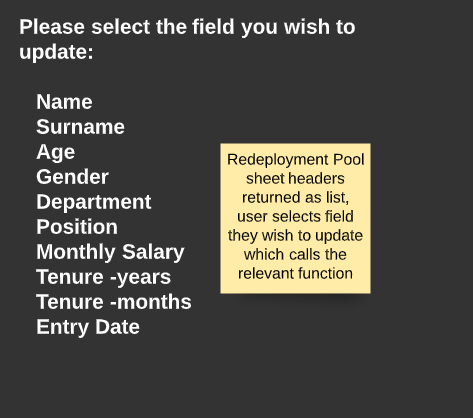 Please select the field you wish to
update:
Name
Surname
Age
Gender
Department
Position
Monthly Salary
Tenure -years
Tenure -months
Entry Date
Redeployment Pool
sheet headers
returned as list,
user selects field
they wish to update
which calls the
relevant function